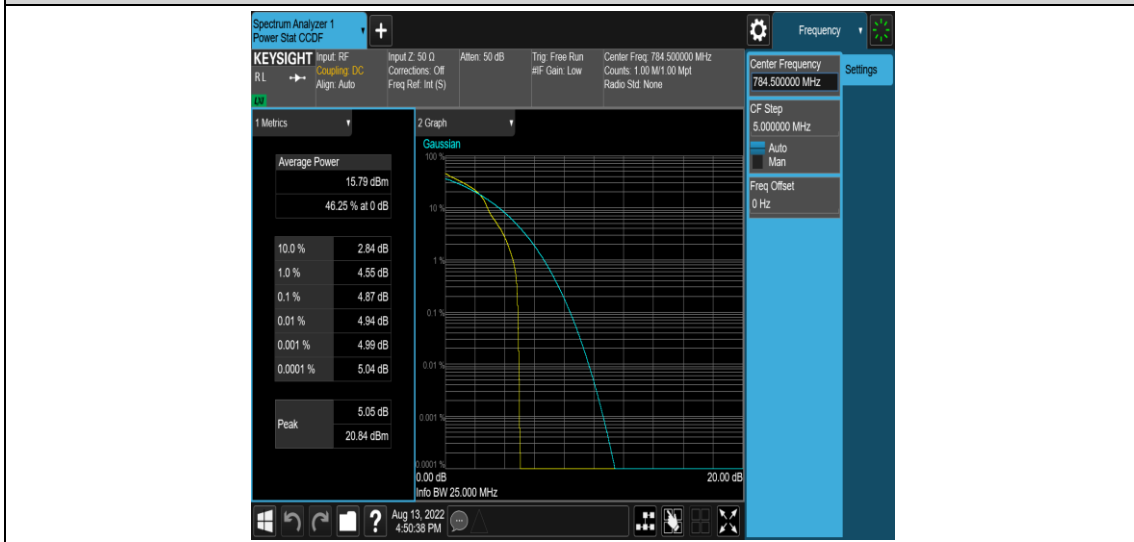 Spectrum Analyzer 1
Power Stat CCDF
Frequency
KEYSIGHT
RL
Input: RF
Coupling: DC
Align: Auto
Input Z: 50 Ω
Corrections: Off
Freq Ref: Int (S)
Atten: 50 dB
Trig: Free Run
#IF Gain: Low
Center Freq: 784.500000 MHz
Counts: 1.00 M/1.00 Mpt
Radio Std: None
Center Frequency
784.500000 MHz
Settings
CF Step
5.000000 MHz
Auto
Man
Freq Offset
0 Hz
1 Metrics
Average Power
15.79 dBm
46.25 % at 0 dB
10.0 % 2.84 dB
1.0 % 4.55 dB
0.1 % 4.87 dB
0.01 % 4.94 dB
0.001 % 4.99 dB
0.0001 % 5.04 dB
Peak
5.05 dB
20.84 dBm
2 Graph
Gaussian
100 %
10 %
1 %
0.1 %
0.01 %
0.001 %
0.0001 %
0.00 dB 20.00 dB
Info BW 25.000 MHz
Aug 13, 2022
4:50:38 PM